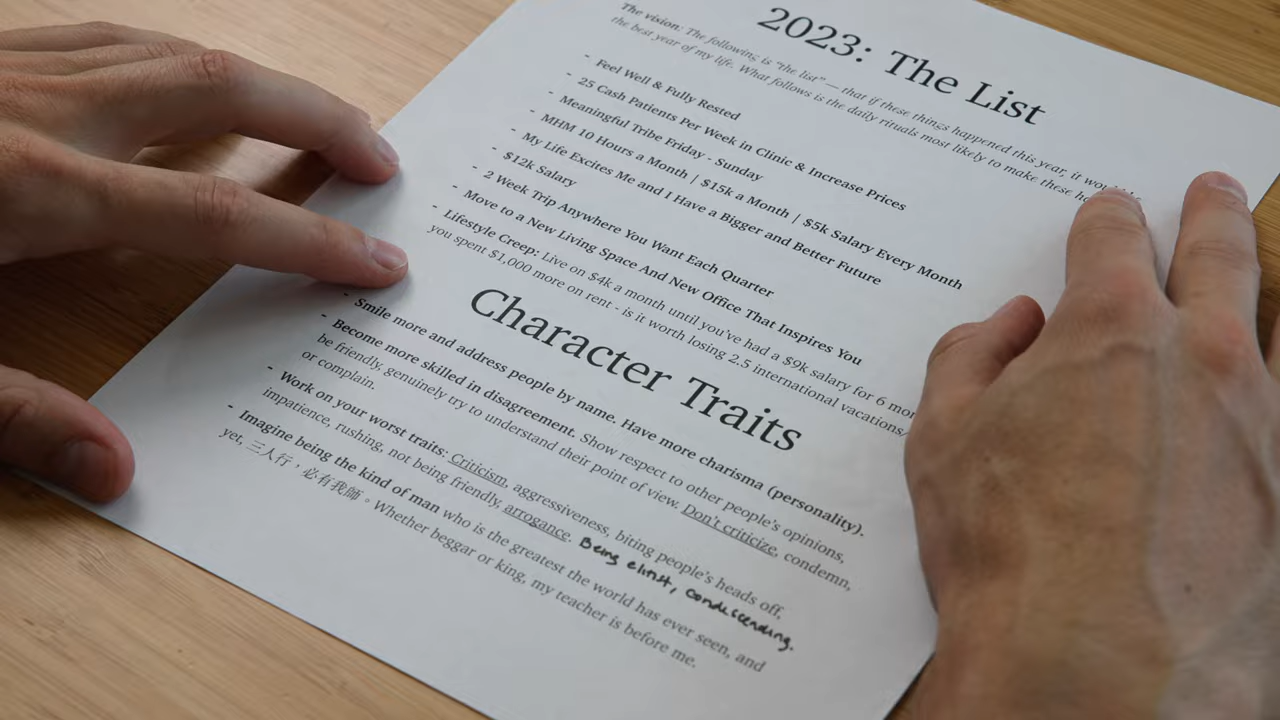 2023: The List
The vision: The following is "the list" — that if these things happened this year, it
the best year of my life. What follows is the daily rituals most likely to make these
- Feel Well & Fully Rested
- 25 Cash Patients Per Week in Clinic & Increase Prices
- Meaningful Tribe Friday - Sunday
- MHM 10 Hours a Month | $15k a Month | $5k Salary Every Month
- My Life Excites Me and I Have a Bigger and Better Future
- $12k Salary
- 2 Week Trip Anywhere You Want Each Quarter
- Move to a New Living Space And New Office That Inspires You
- Lifestyle Creep: Live on $4k a month until you've had a $9k salary for 6
you spent $1,000 more on rent - is it worth losing 2.5 international vacations/
Character Traits
- Smile more and address people by name. Have more charisma (personality).
- Become more skilled in disagreement. Show respect to other people's opinions,
be friendly, genuinely try to understand their point of view. Don't criticize, condemn,
or complain.
- Work on your worst traits: Criticism, aggressiveness, biting people's heads off,
impatience, rushing, not being friendly, arrogance. Being elitist, condescending.
- Imagine being the kind of man who is the greatest the world has ever seen, and
yet, 三人行，必有我師。Whether beggar or king, my teacher is before me.